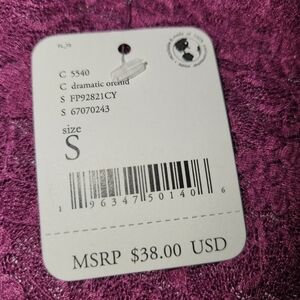 C 5540
C dramatic orchid
S FP92821CY
S 67070243
size
S
1 96347 50140 6
MSRP $38.00 USD